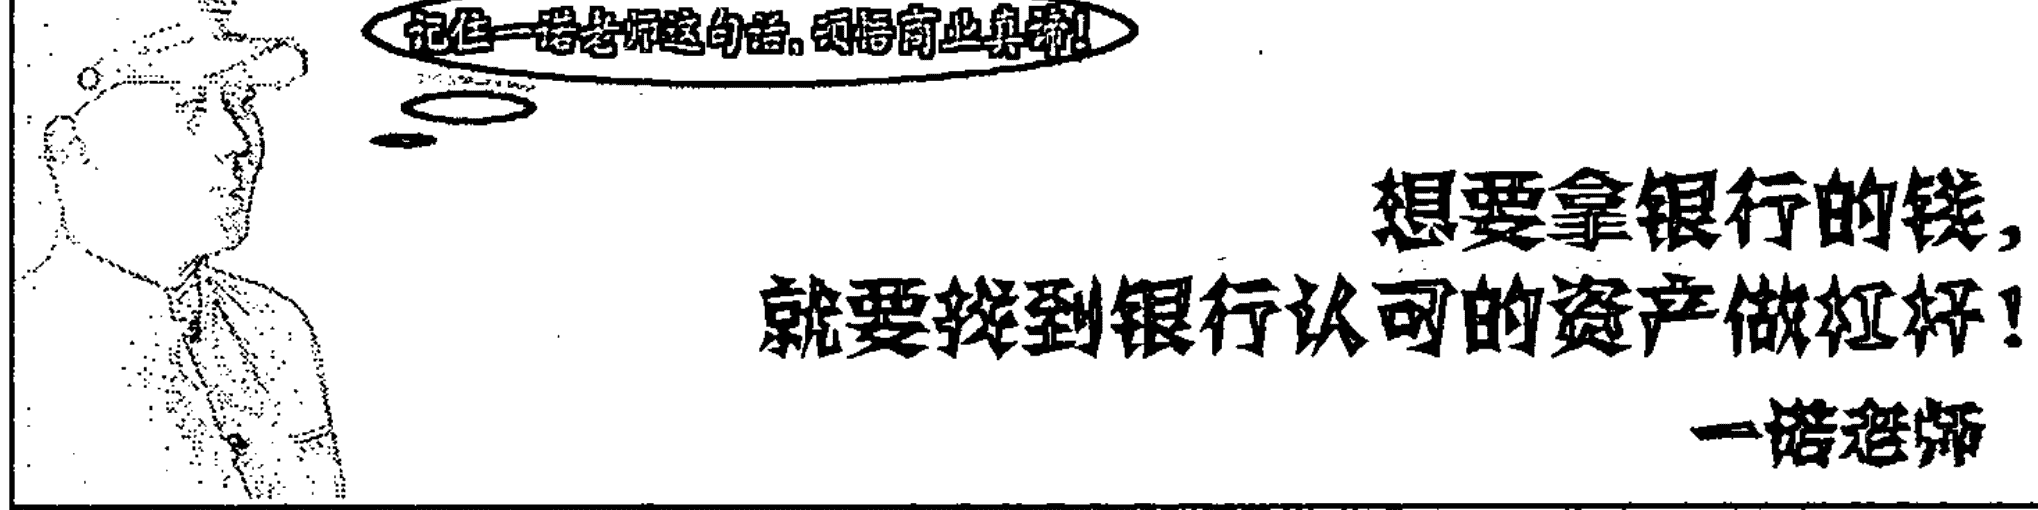 记住一诺老师这句话，领悟商业真谛！
想要拿银行的钱，
就要找到银行认可的资产做杠杆！
一诺老师